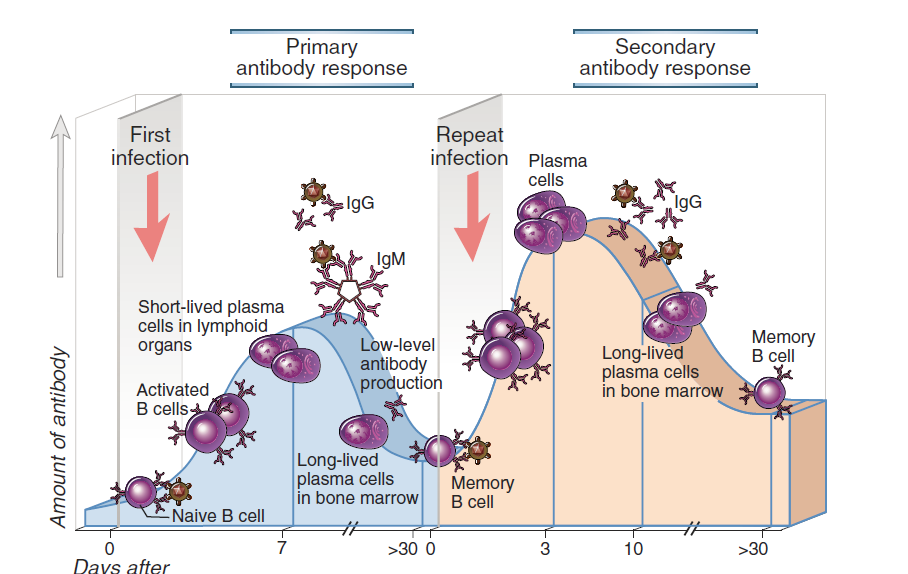 Primary
antibody response
Secondary
antibody response
First
infection
Repeat
infection
Plasma
cells
IgG
IgG
IgM
Short-lived plasma
cells in lymphoid
organs
Low-level
antibody
production
Activated
B cells
Long-lived
plasma cells
in bone marrow
Memory
B cell
Long-lived
plasma cells
in bone marrow
Memory
B cell
Naive B cell
Amount of antibody
0
7
>30
0
3
10
>30
Days after